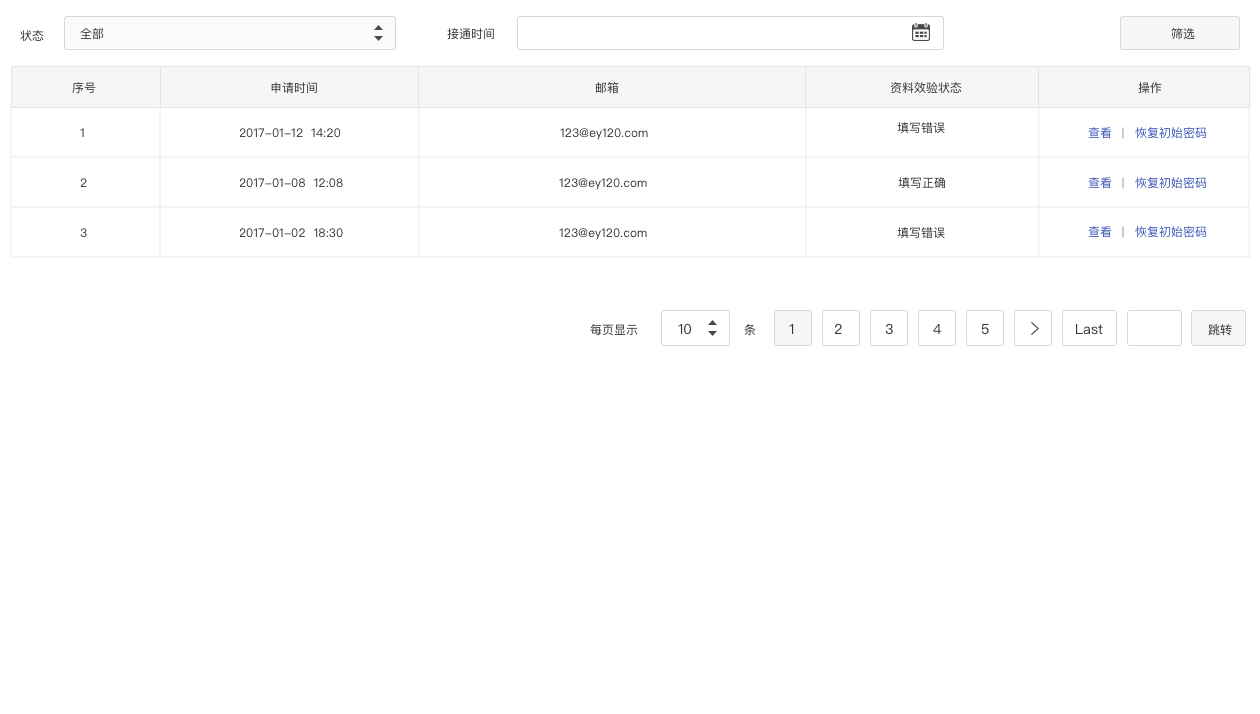 状态 全部 接通时间 筛选
序号 申请时间 邮箱 资料效验状态 操作
1 2017-01-12 14:20 123@ey120.com 填写错误 查看 | 恢复初始密码
2 2017-01-08 12:08 123@ey120.com 填写正确 查看 | 恢复初始密码
3 2017-01-02 18:30 123@ey120.com 填写错误 查看 | 恢复初始密码
每页显示 10 条 1 2 3 4 5 > Last 跳转